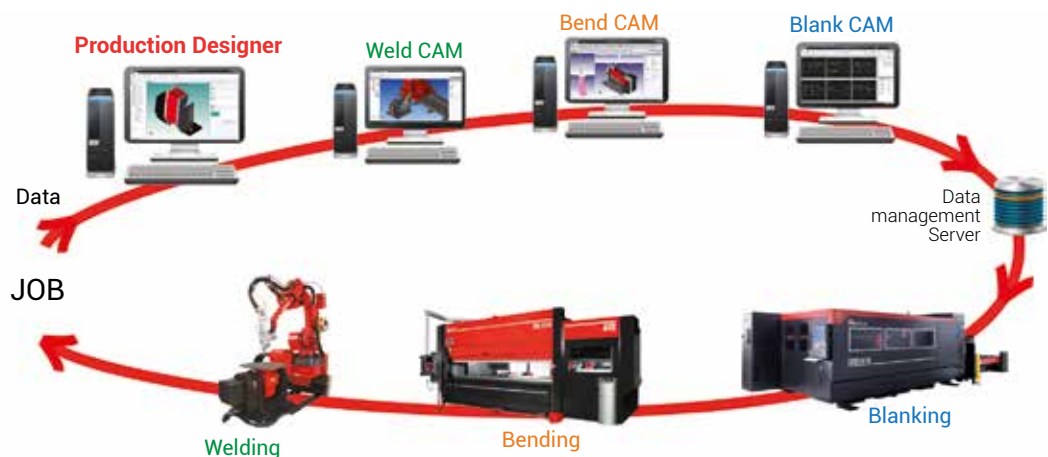 Production Designer
Weld CAM
Bend CAM
Blank CAM
Data
Data
management
Server
JOB
Welding
Bending
Blanking